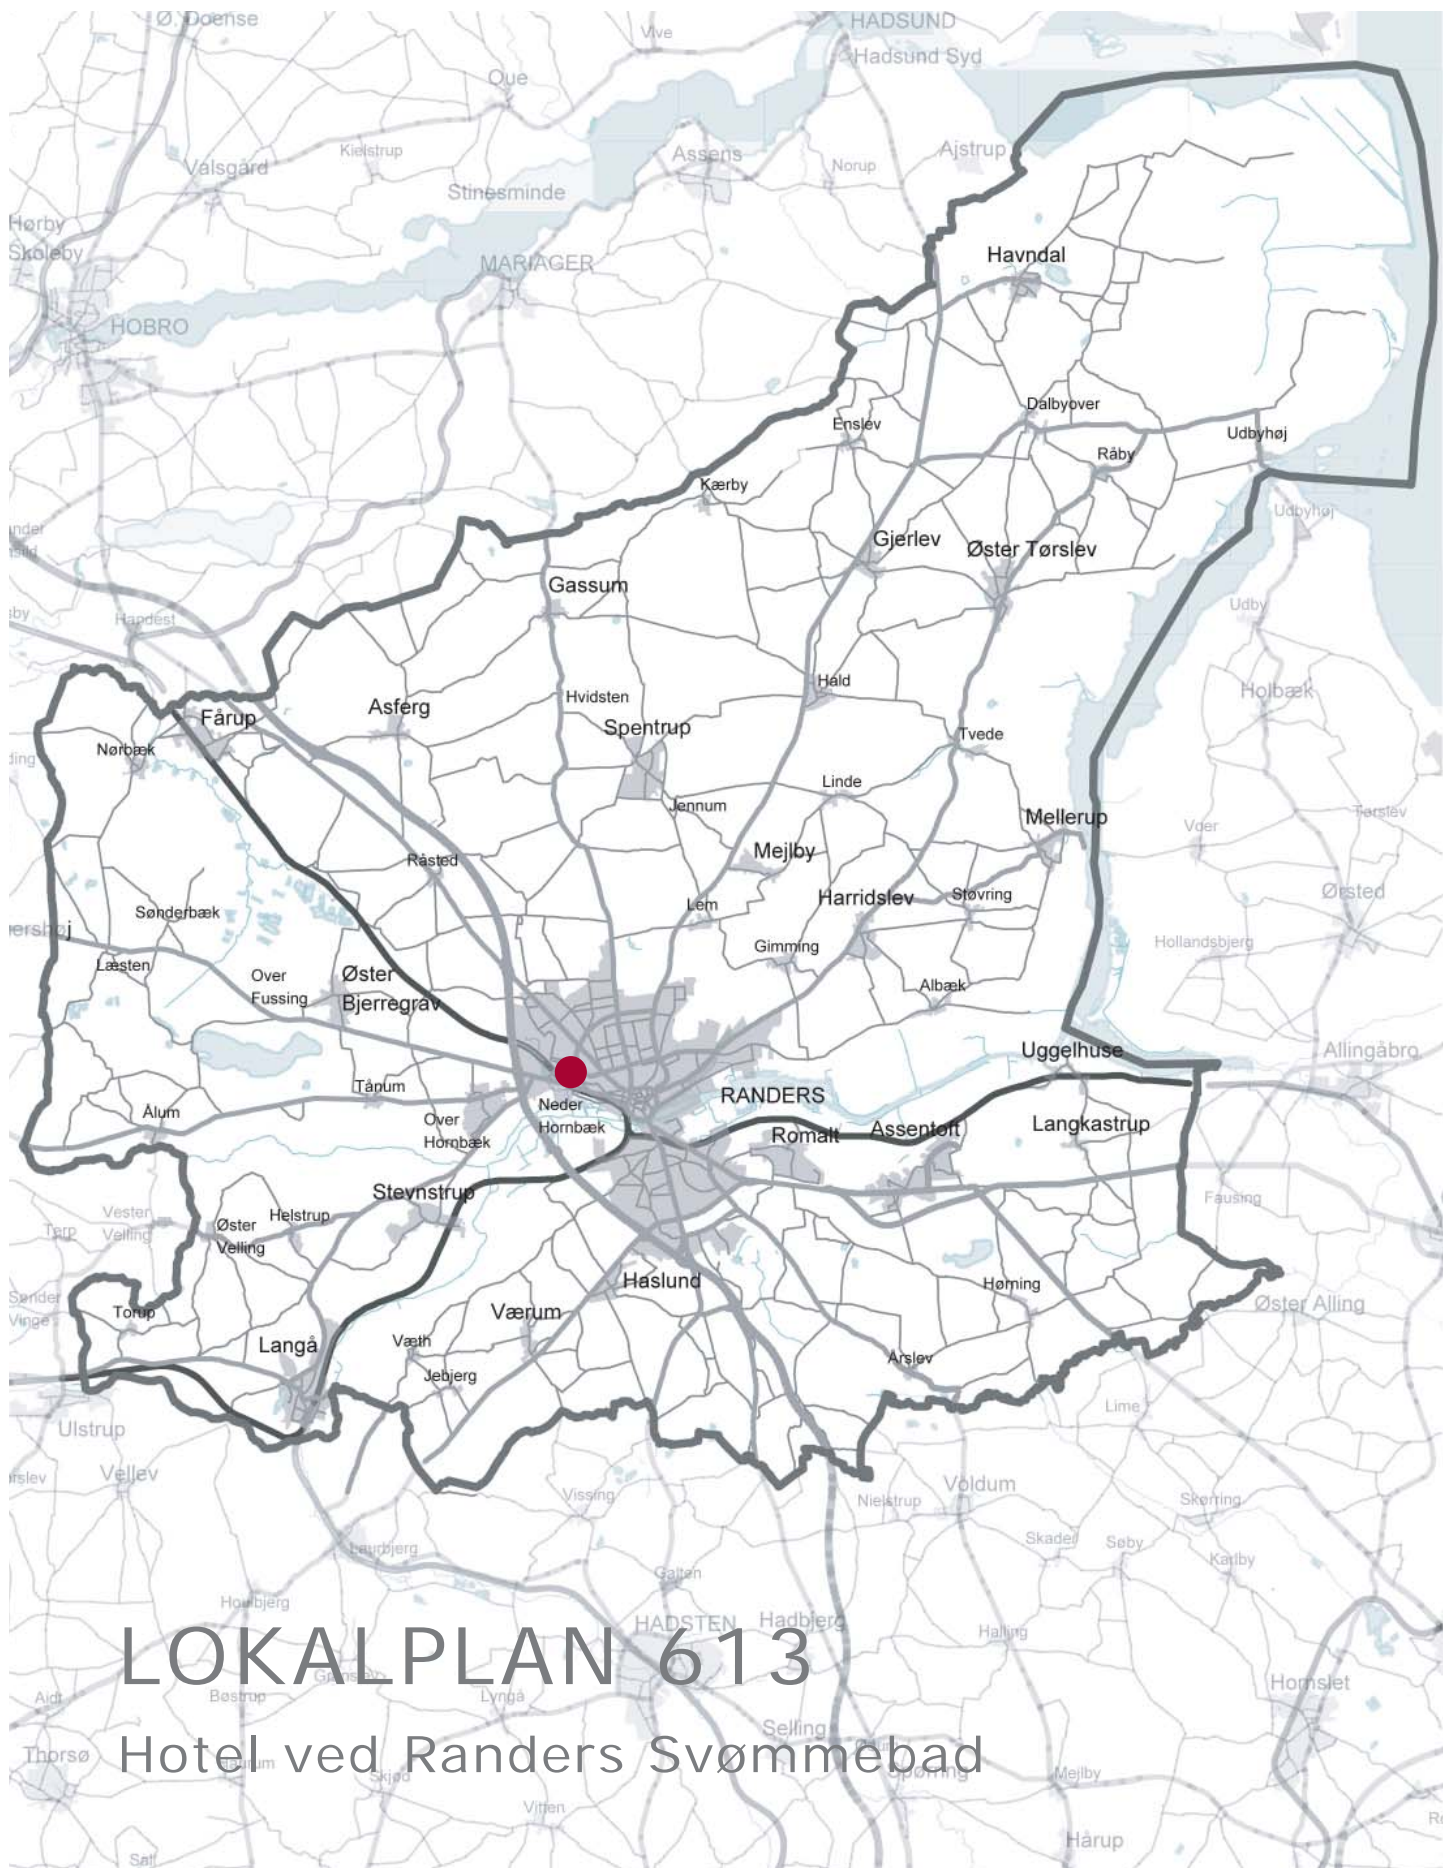 Ø. Doense
HADSUND
Vive
Hadsund Syd
Que
Kielstrup
Assens
Ajstrup
Valsgård
Norup
Stinesminde
Hørby
Skoleby
Havndal
MARIAGER
HOBRO
Dalbyover
Enslev
Udbyhøj
Råby
Kærby
Udbyhøj
Gjerlev
Øster Tørslev
Gassum
Udby
Handest
Hald
Holbæk
Hvidsten
Asferg
Fårup
Spentrup
Tvede
Nørbæk
Linde
Jennum
Mellerup
Tørslev
Voer
Mejlby
Råsted
Ørsted
Harridslev
Støvring
Lem
Sønderbæk
Hollandsbjerg
Gimming
Læsten
Over
Fussing
Øster
Bjerregrav
Albæk
Uggelhuse
Allingåbro
Tånum
RANDERS
Ålum
Neder
Hornbæk
Over
Hornbæk
Romalt
Assentoft
Langkastrup
Stevnstrup
Fausing
Vester
Velling
Helstrup
Terp
Øster
Velling
Haslund
Hørning
Sønder
Vinge
Øster Alling
Torup
Værum
Langå
Væth
Årslev
Jebjerg
Lime
Ulstrup
Vellev
Voldum
Vissing
Nielstrup
Skørring
Skader
Søby
Laurbjerg
Karlby
Galten
Houlbjerg
HADSTEN
Hadbjerg
Halling
LOKALPLAN 613
Hornslet
Bøstrup
Lyngå
Aidt
Selling
Hotel ved Randers Svømmebad
Thorsø
Skjød
Spørring
Mejlby
Vitten
Hårup
Sall